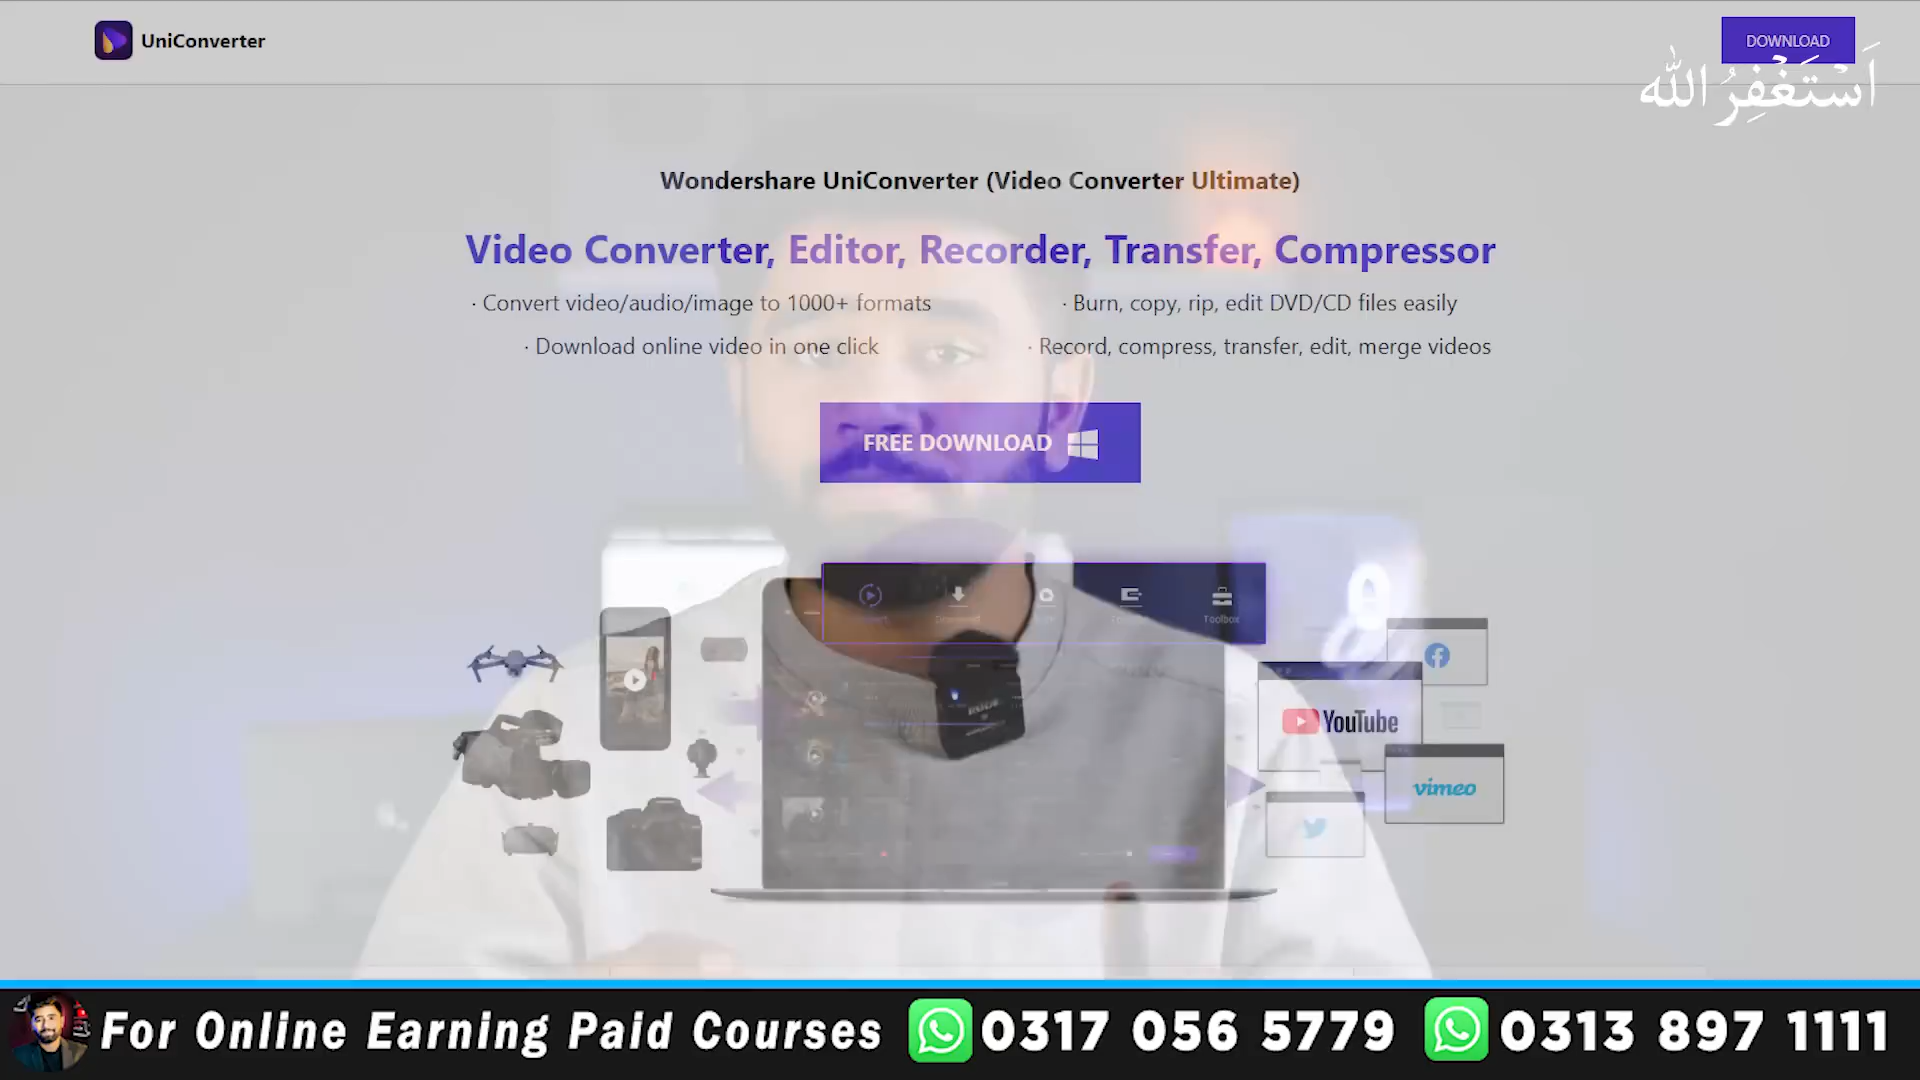 UniConverter
DOWNLOAD
اَسْتَغْفِرُ اللّٰه
Wondershare UniConverter (Video Converter Ultimate)
Video Converter, Editor, Recorder, Transfer, Compressor
· Convert video/audio/image to 1000+ formats
· Burn, copy, rip, edit DVD/CD files easily
· Download online video in one click
· Record, compress, transfer, edit, merge videos
FREE DOWNLOAD
Toolbox
YouTube
vimeo
For Online Earning Paid Courses
0317 056 5779
0313 897 1111